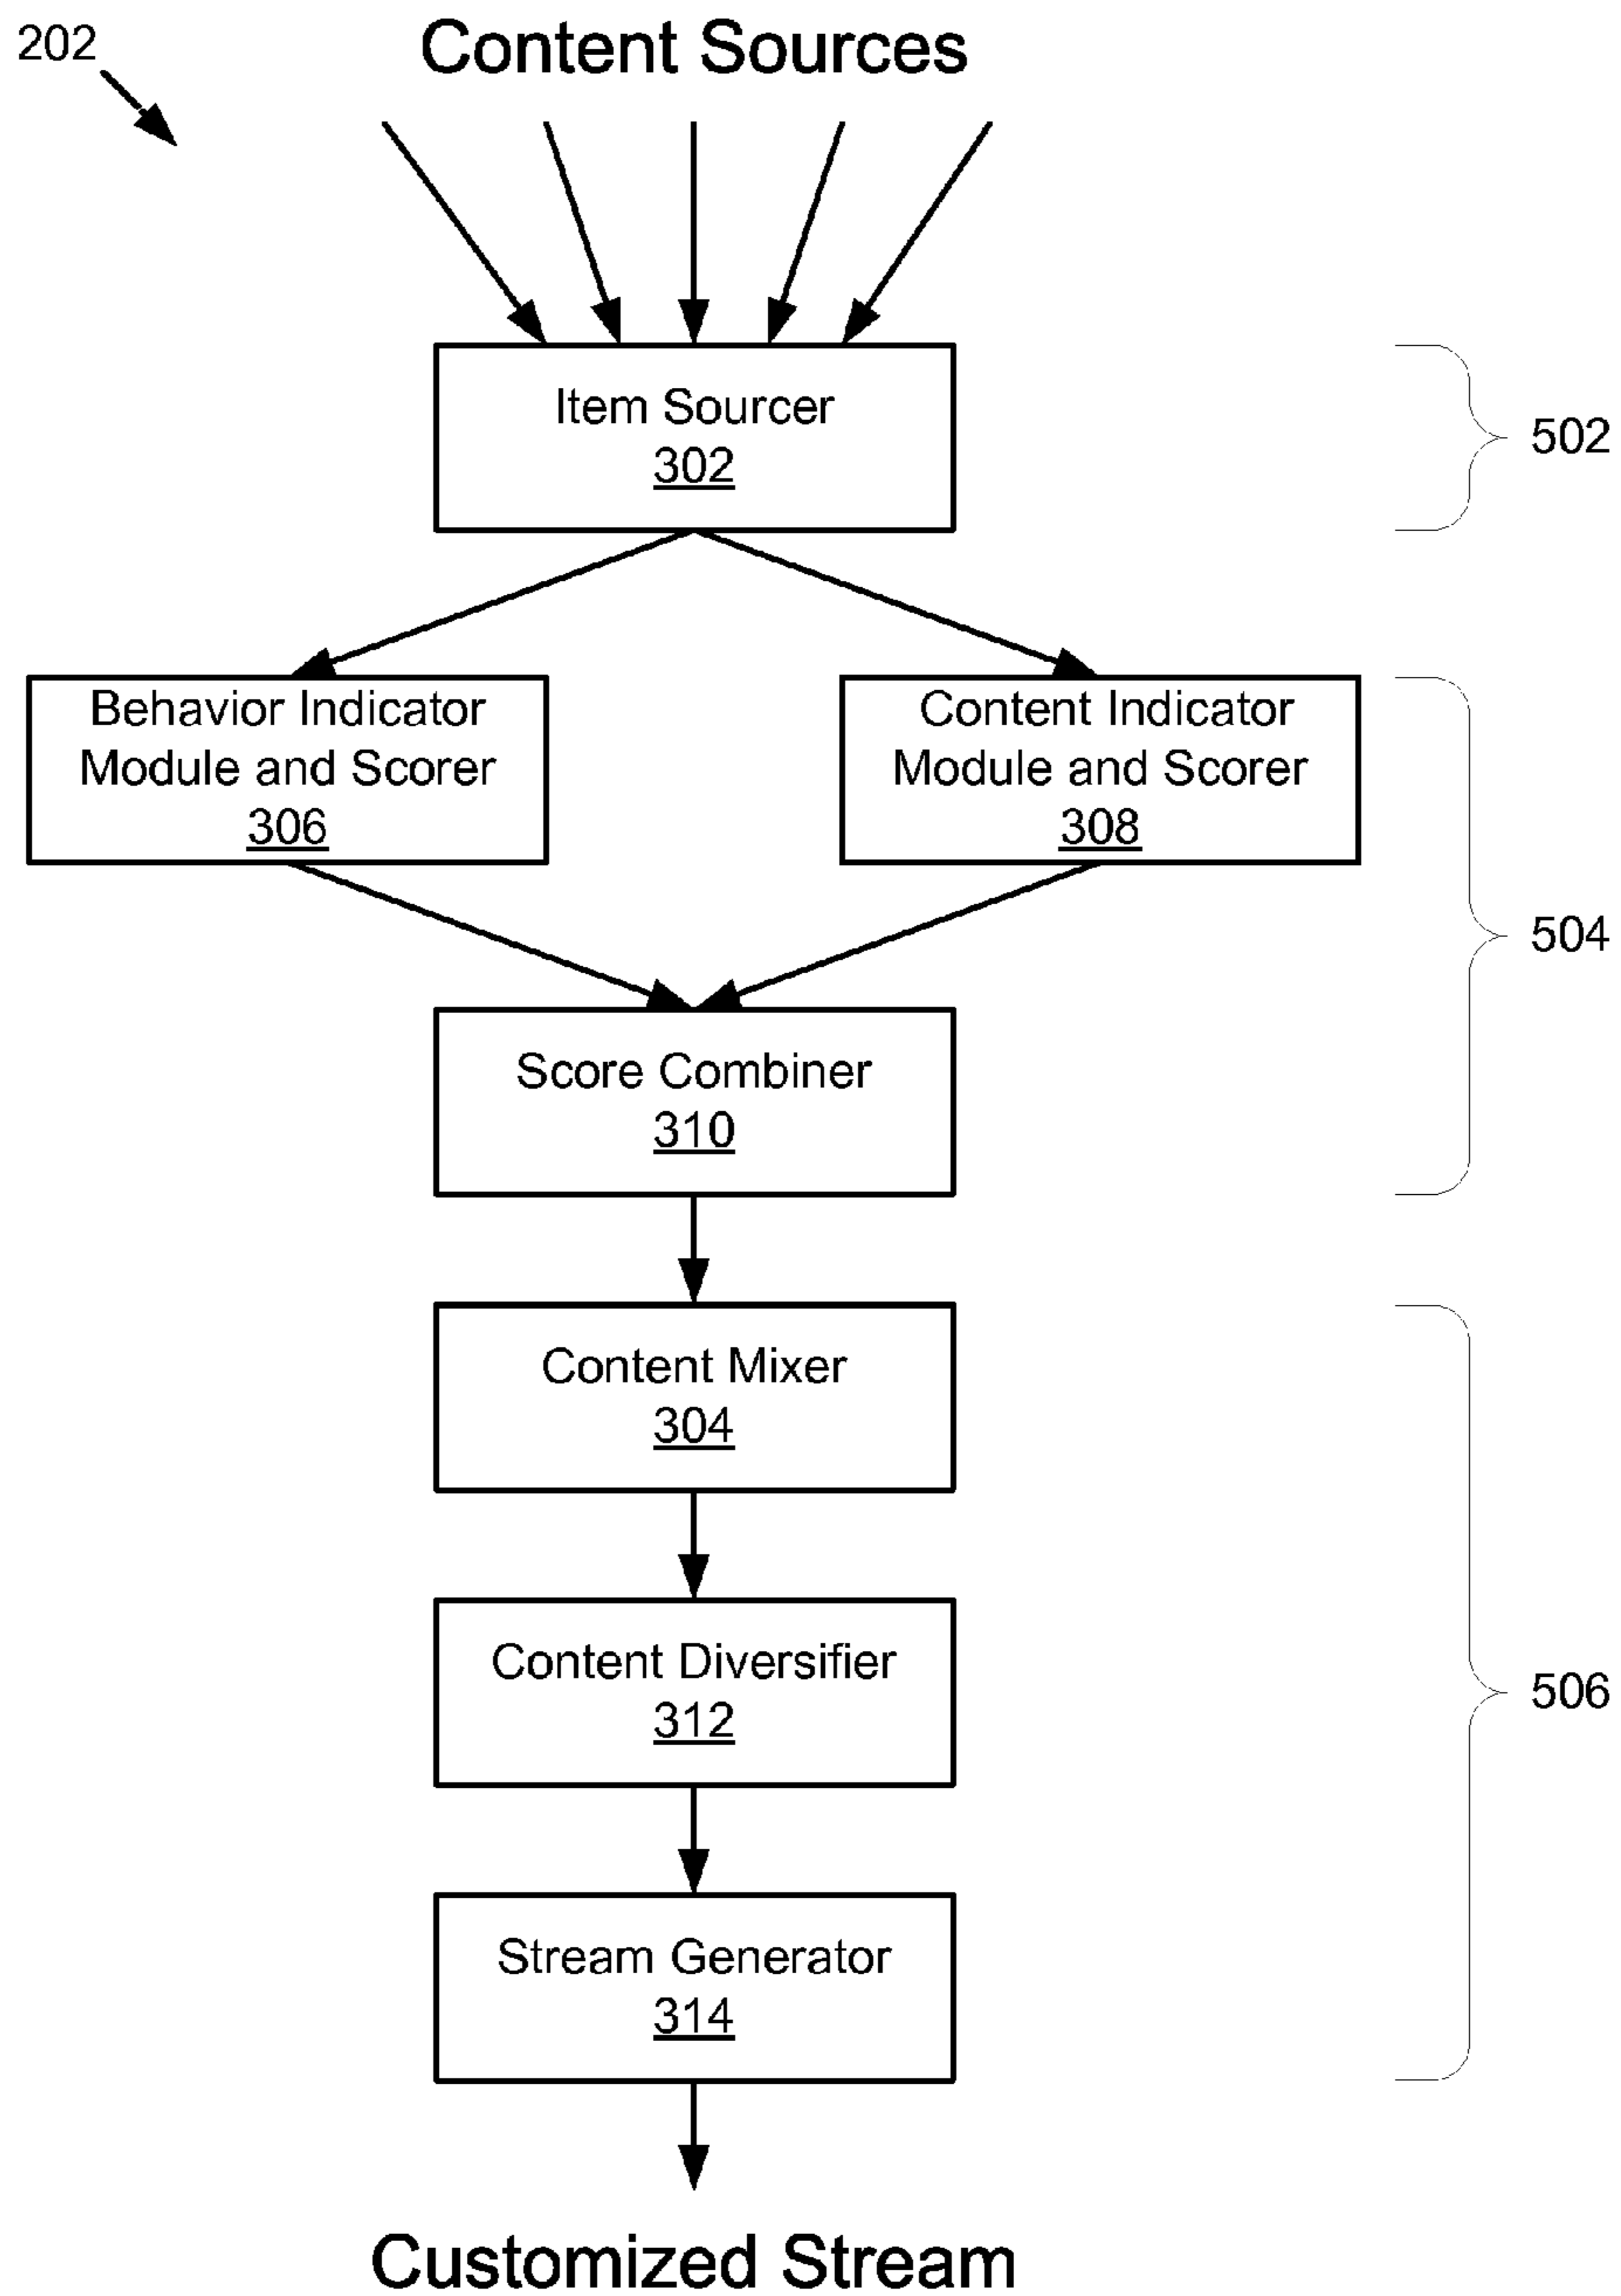 202
Content Sources
Item Sourcer
302
502
Behavior Indicator
Module and Scorer
306
Content Indicator
Module and Scorer
308
504
Score Combiner
310
Content Mixer
304
Content Diversifier
312
506
Stream Generator
314
Customized Stream